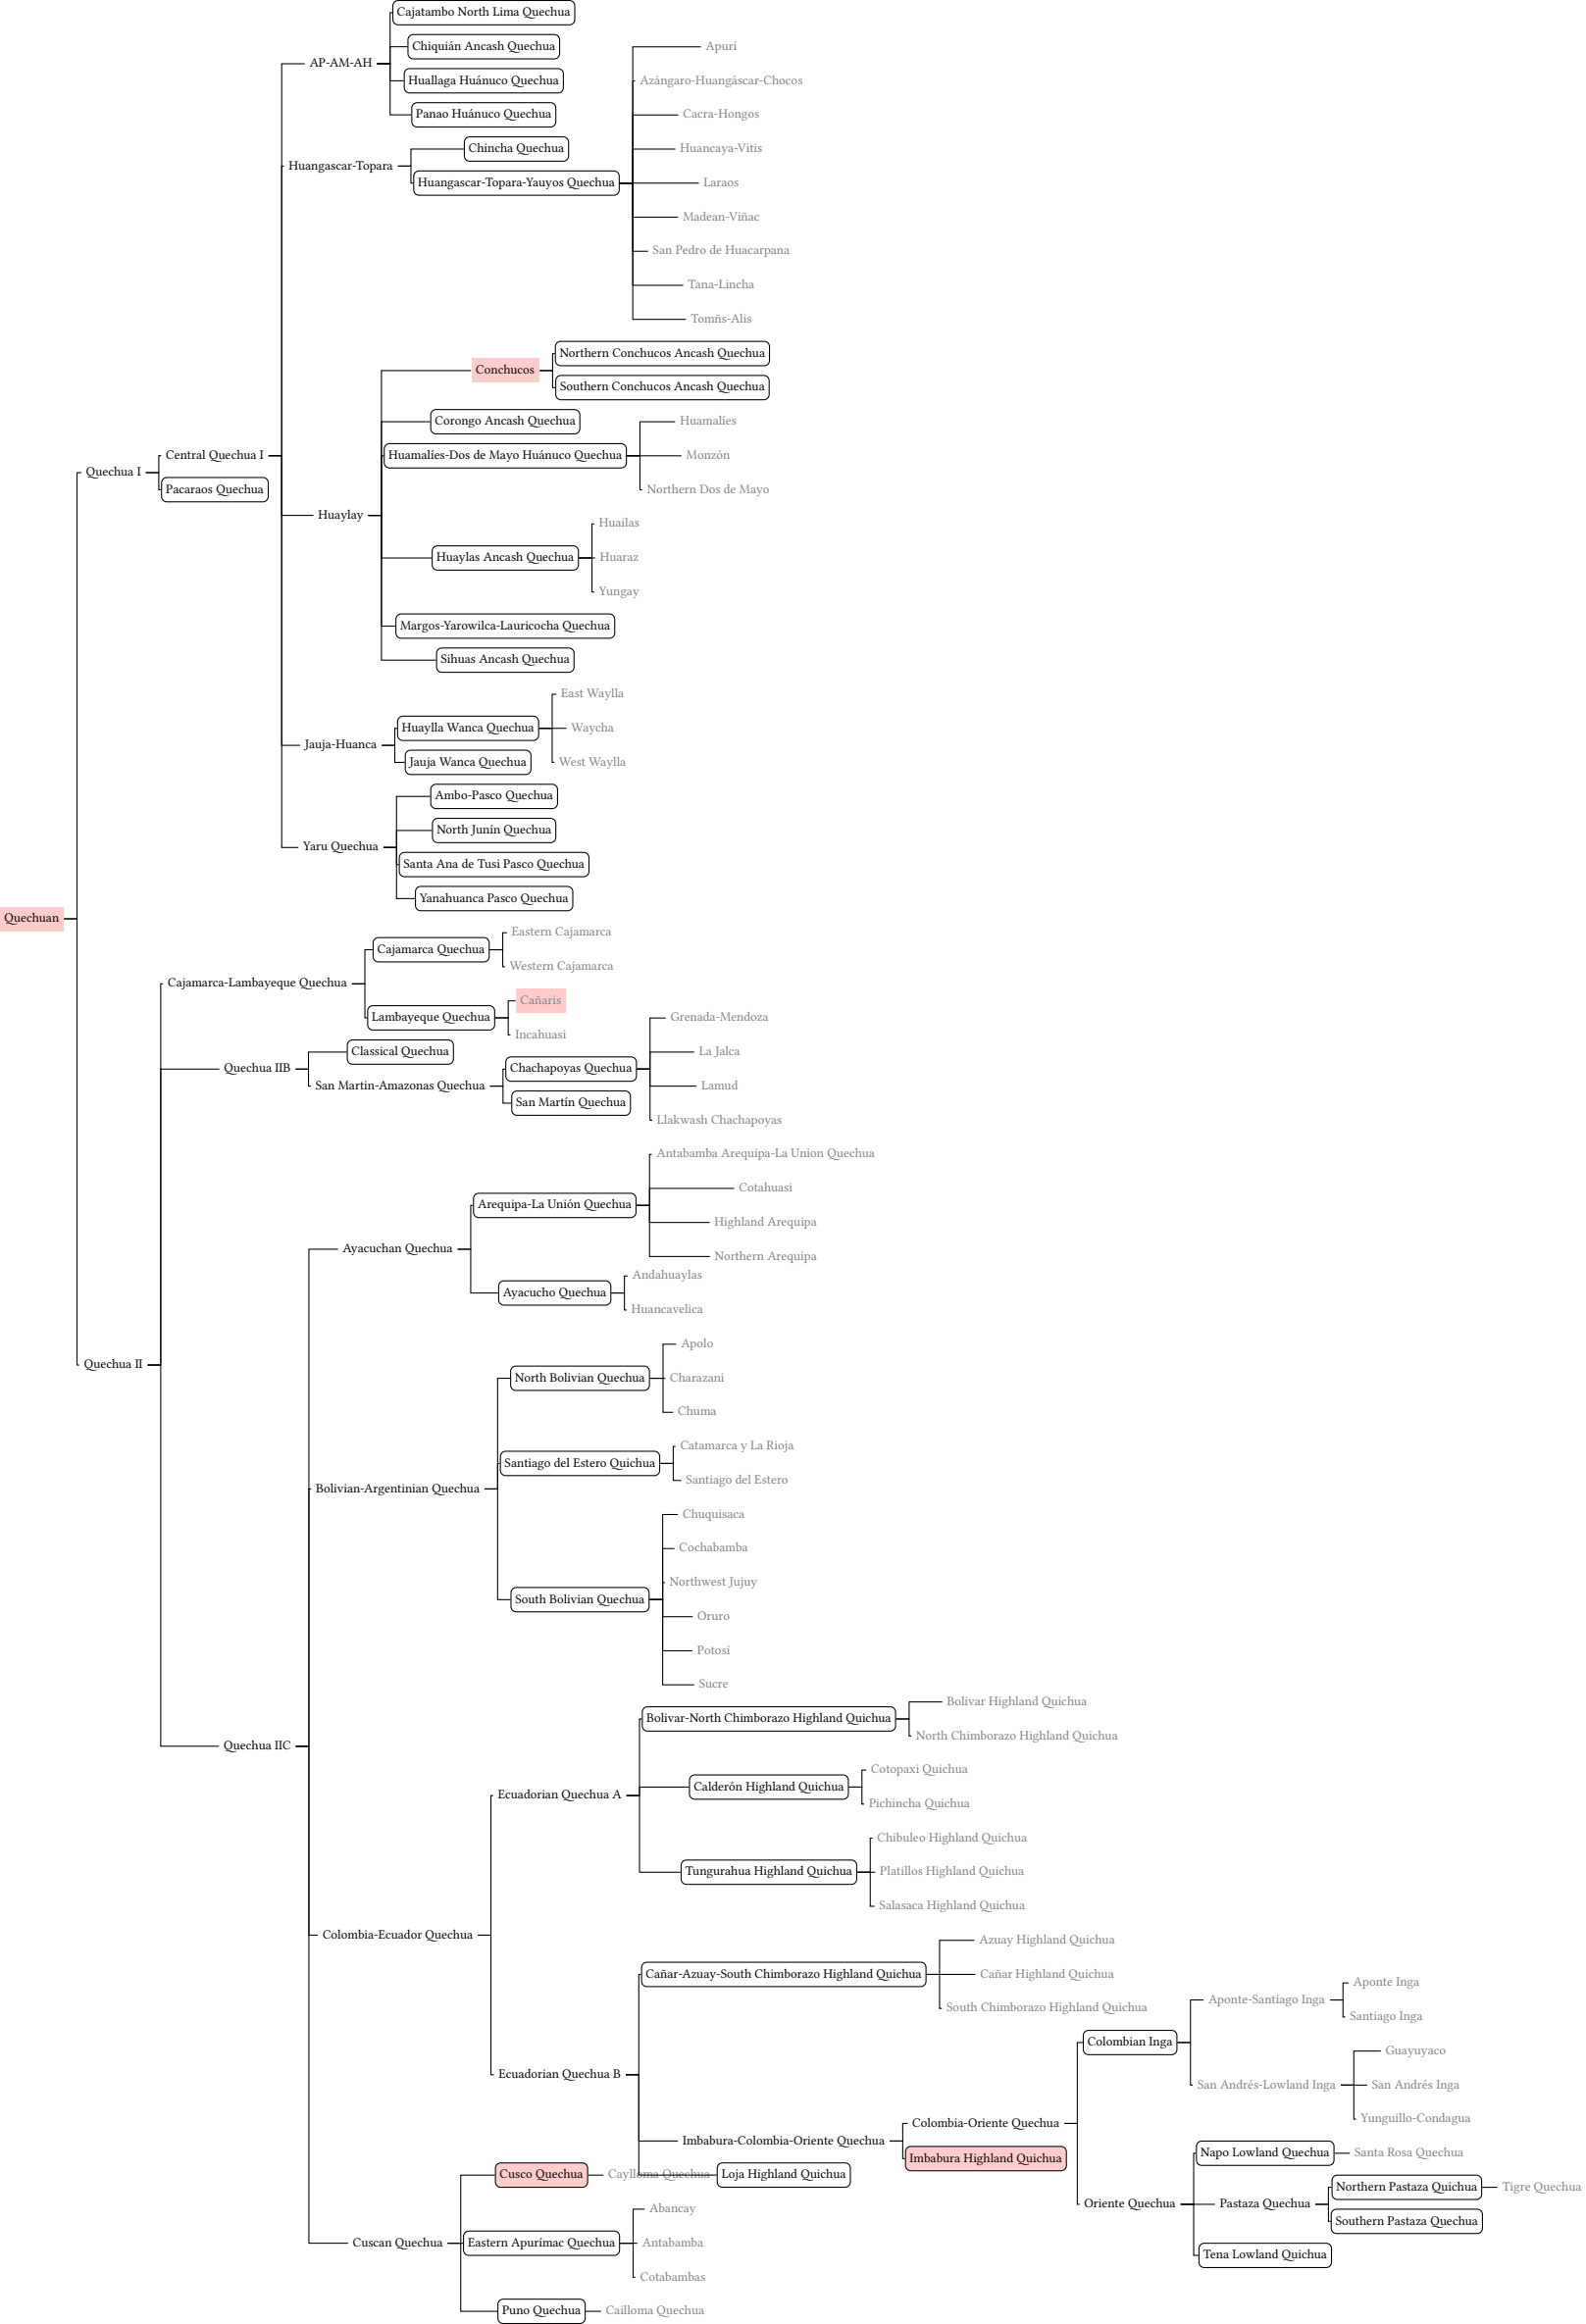 Cajatambo North Lima Quechua
Chiquián Ancash Quechua
Apurí
AP-AM-AH
Huallaga Huánuco Quechua
Azángaro-Huangáscar-Chocos
Panao Huánuco Quechua
Cacra-Hongos
Chincha Quechua
Huancaya-Vitis
Huangascar-Topara
Huangascar-Topara-Yauyos Quechua
Laraos
Madean-Viñac
San Pedro de Huacarpana
Tana-Lincha
Tomñs-Alis
Northern Conchucos Ancash Quechua
Conchucos
Southern Conchucos Ancash Quechua
Corongo Ancash Quechua
Huamalíes
Central Quechua I
Huamalíes-Dos de Mayo Huánuco Quechua
Monzón
Quechua I
Pacaraos Quechua
Northern Dos de Mayo
Huaylay
Huailas
Huaylas Ancash Quechua
Huaraz
Yungay
Margos-Yarowilca-Lauricocha Quechua
Sihuas Ancash Quechua
East Waylla
Huaylla Wanca Quechua
Waycha
Jauja-Huanca
Jauja Wanca Quechua
West Waylla
Ambo-Pasco Quechua
North Junín Quechua
Yaru Quechua
Santa Ana de Tusi Pasco Quechua
Yanahuanca Pasco Quechua
Quechuan
Eastern Cajamarca
Cajamarca Quechua
Western Cajamarca
Cajamarca-Lambayeque Quechua
Cañaris
Lambayeque Quechua
Grenada-Mendoza
Incahuasi
Classical Quechua
La Jalca
Quechua IIB
Chachapoyas Quechua
San Martin-Amazonas Quechua
Lamud
San Martín Quechua
Llakwash Chachapoyas
Antabamba Arequipa-La Union Quechua
Cotahuasi
Arequipa-La Unión Quechua
Highland Arequipa
Ayacuchan Quechua
Northern Arequipa
Andahuaylas
Ayacucho Quechua
Huancavelica
Apolo
Quechua II
North Bolivian Quechua
Charazani
Chuma
Catamarca y La Rioja
Santiago del Estero Quichua
Santiago del Estero
Bolivian-Argentinian Quechua
Chuquisaca
Cochabamba
Northwest Jujuy
South Bolivian Quechua
Oruro
Potosí
Sucre
Bolivar Highland Quichua
Bolivar-North Chimborazo Highland Quichua
North Chimborazo Highland Quichua
Quechua IIC
Cotopaxi Quichua
Calderón Highland Quichua
Ecuadorian Quechua A
Pichincha Quichua
Chibuleo Highland Quichua
Tungurahua Highland Quichua
Platillos Highland Quichua
Salasaca Highland Quichua
Colombia-Ecuador Quechua
Azuay Highland Quichua
Cañar-Azuay-South Chimborazo Highland Quichua
Cañar Highland Quichua
Aponte Inga
Aponte-Santiago Inga
South Chimborazo Highland Quichua
Santiago Inga
Colombian Inga
Guayuyaco
Ecuadorian Quechua B
San Andrés-Lowland Inga
San Andrés Inga
Yunguillo-Condagua
Colombia-Oriente Quechua
Imbabura-Colombia-Oriente Quechua
Napo Lowland Quechua
Santa Rosa Quechua
Imbabura Highland Quichua
Cusco Quechua
Caylloma Quechua
Loja Highland Quichua
Northern Pastaza Quichua
Tigre Quechua
Oriente Quechua
Pastaza Quechua
Abancay
Southern Pastaza Quechua
Cuscan Quechua
Eastern Apurímac Quechua
Antabamba
Tena Lowland Quichua
Cotabambas
Puno Quechua
Cailloma Quechua